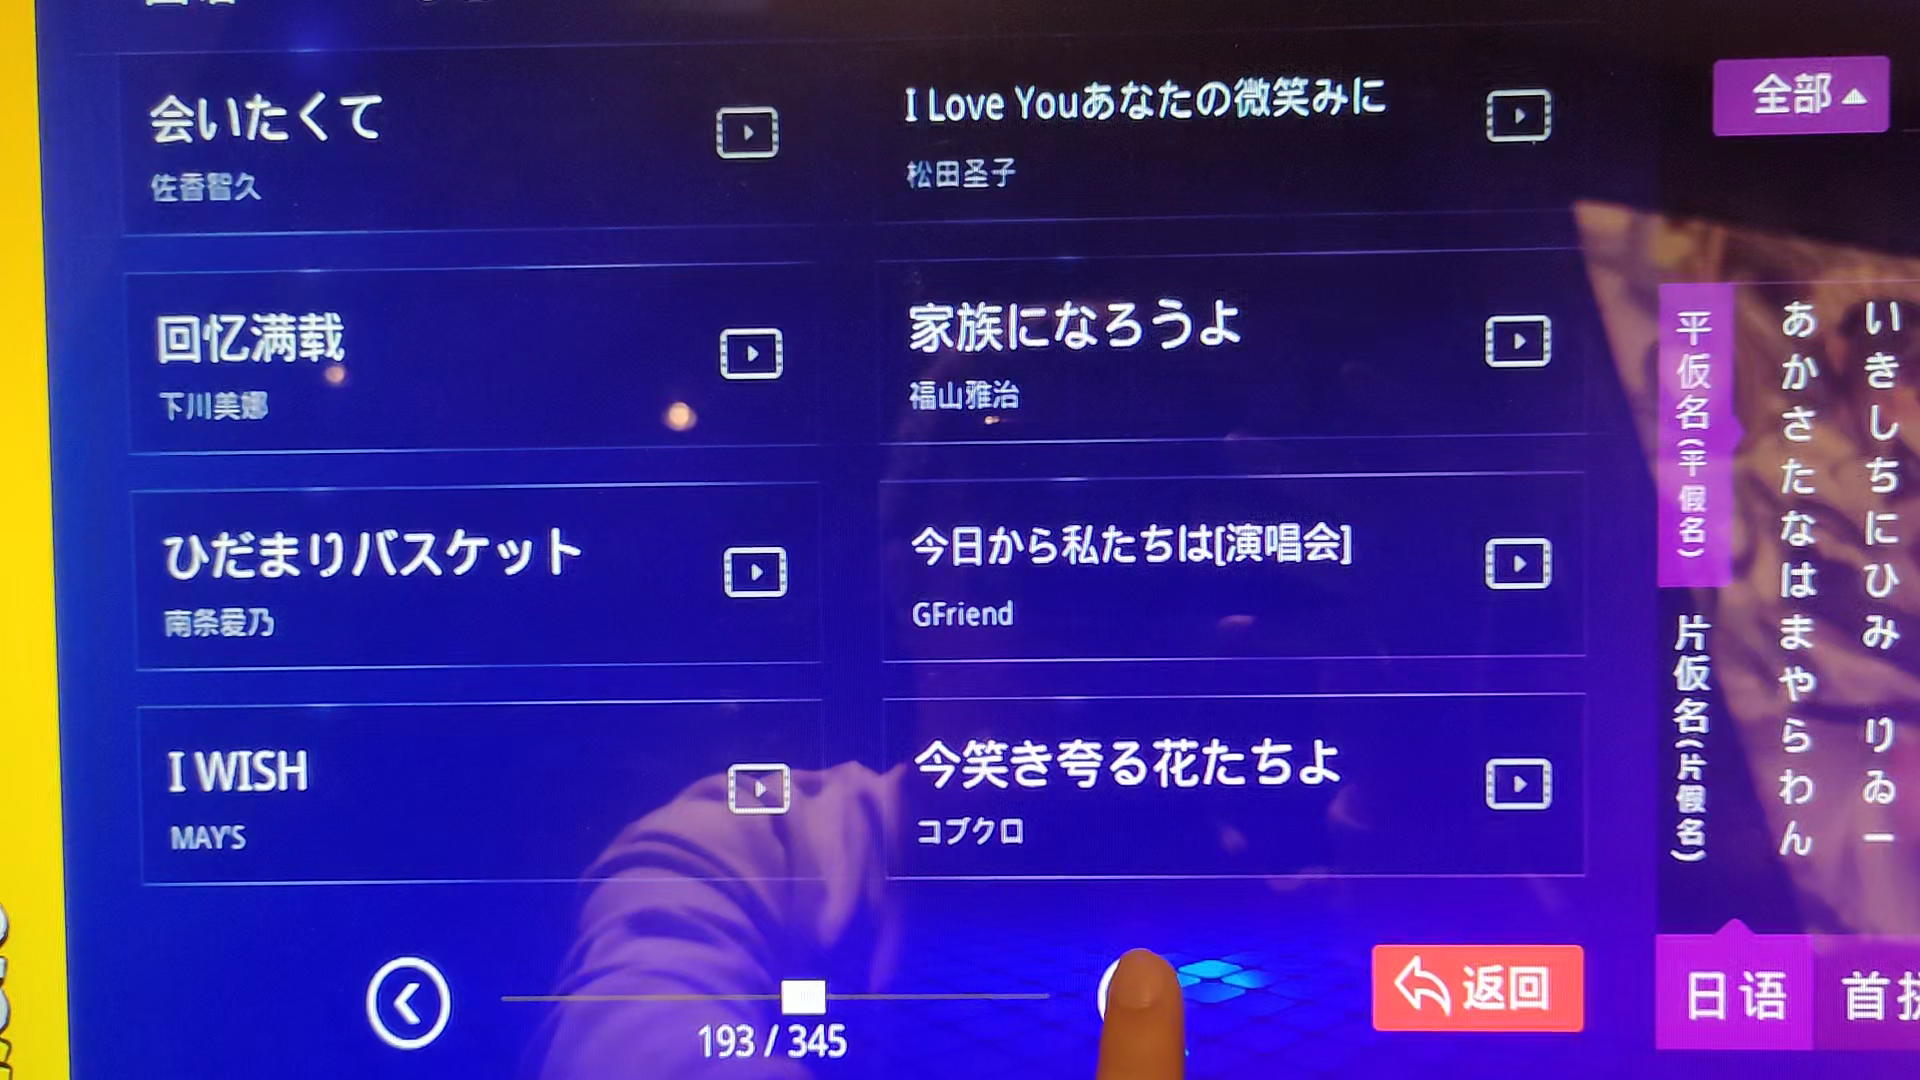 会いたくて
佐香智久
I Love Youあなたの微笑みに
松田圣子
回忆满载
下川美娜
家族になろうよ
福山雅治
ひだまりバスケット
南条爱乃
今日から私たちは[演唱会]
GFriend
I WISH
MAY'S
今笑き夸る花たちよ
コブクロ
193 / 345
返回
全部
平仮名(平假名)
片仮名(片假名)
あかさたなはまやらわん
いきしちにひみ りゐー
日语
首